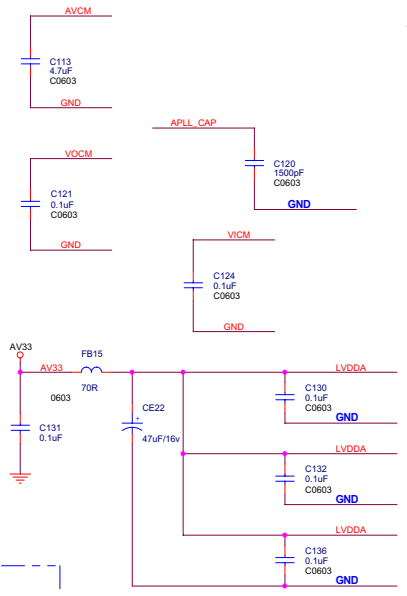 AVCM
C113
4.7uF
C0603
GND
APLL_CAP
C120
1500pF
C0603
GND
VOCM
C121
0.1uF
C0603
GND
VICM
C124
0.1uF
C0603
GND
AV33
FB15
AV33
70R
0603
LVDDA
C130
0.1uF
C0603
GND
C131
0.1uF
CE22
+
47uF/16v
LVDDA
C132
0.1uF
C0603
GND
LVDDA
C136
0.1uF
C0603
GND